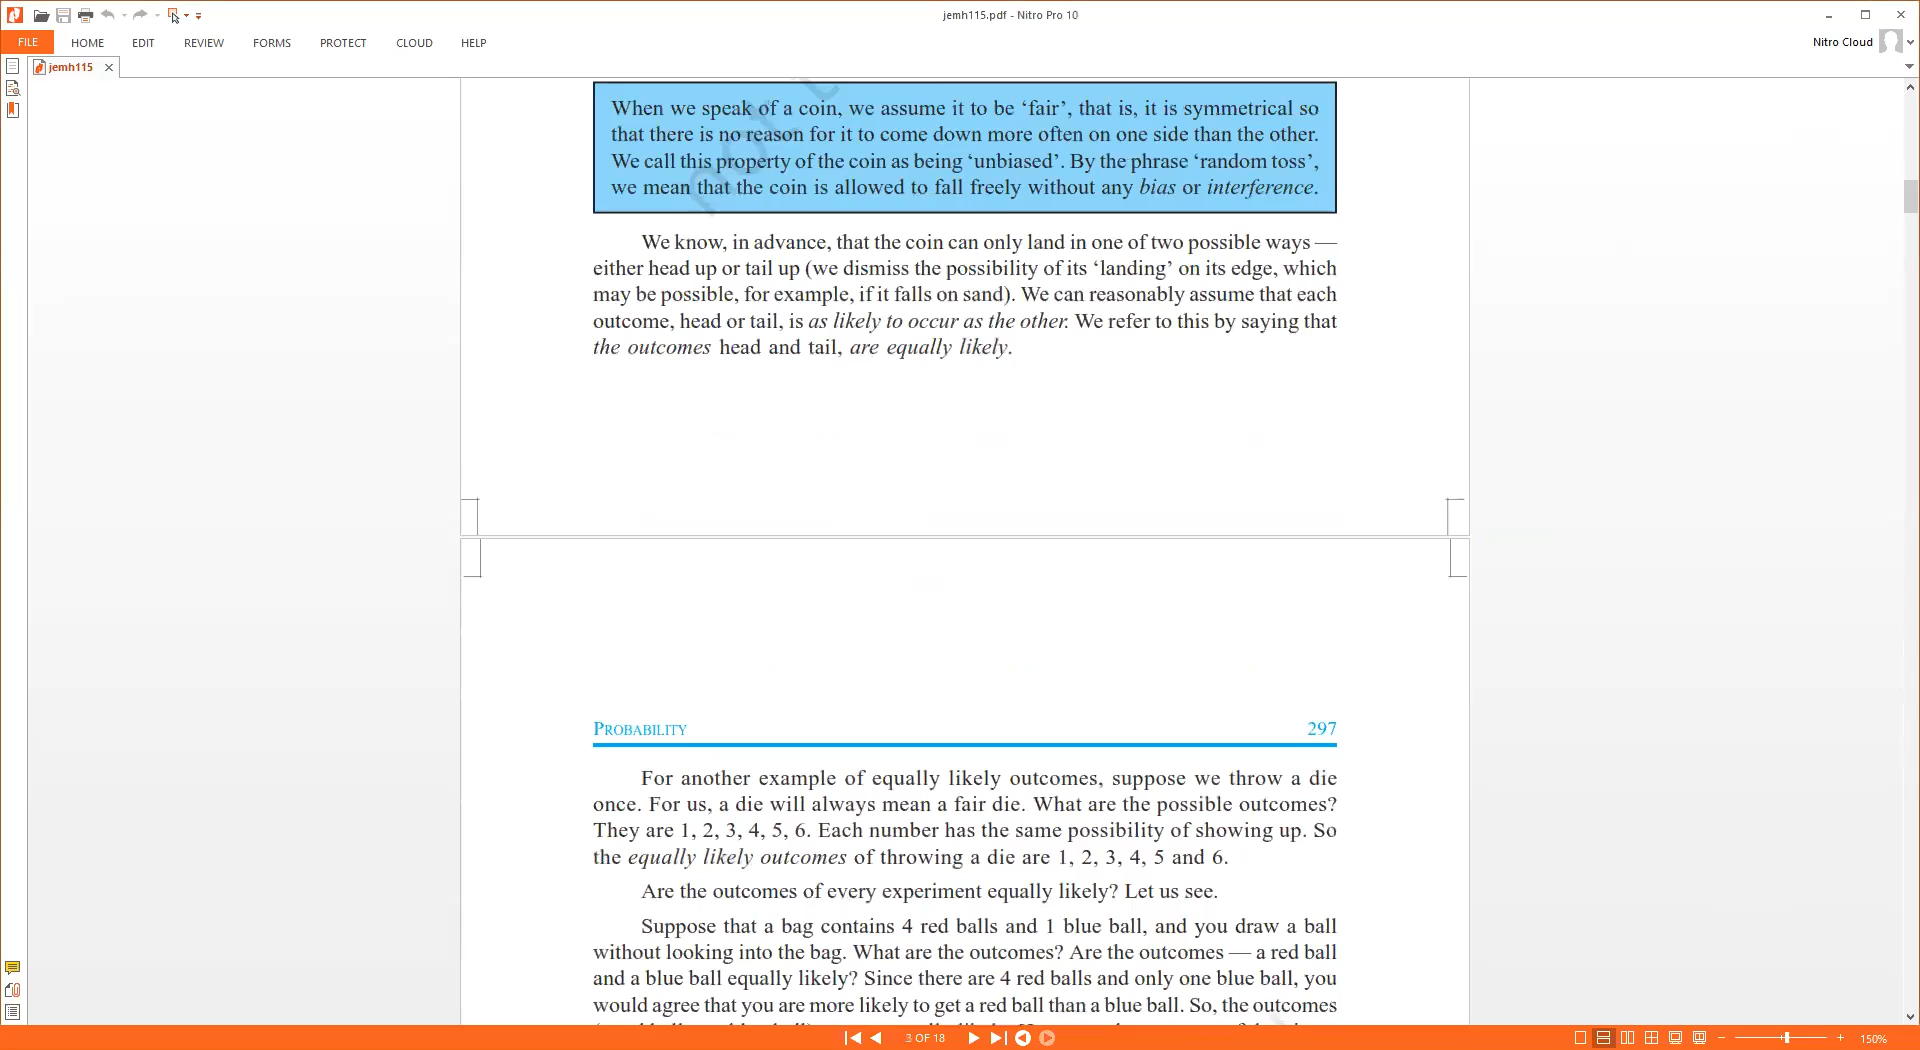 jemh115.pdf - Nitro Pro 10
FILE HOME EDIT REVIEW FORMS PROTECT CLOUD HELP
Nitro Cloud
jemh115
When we speak of a coin, we assume it to be ‘fair’, that is, it is symmetrical so
that there is no reason for it to come down more often on one side than the other.
We call this property of the coin as being ‘unbiased’. By the phrase ‘random toss’,
we mean that the coin is allowed to fall freely without any bias or interference.
We know, in advance, that the coin can only land in one of two possible ways —
either head up or tail up (we dismiss the possibility of its ‘landing’ on its edge, which
may be possible, for example, if it falls on sand). We can reasonably assume that each
outcome, head or tail, is as likely to occur as the other. We refer to this by saying that
the outcomes head and tail, are equally likely.
PROBABILITY 297
For another example of equally likely outcomes, suppose we throw a die
once. For us, a die will always mean a fair die. What are the possible outcomes?
They are 1, 2, 3, 4, 5, 6. Each number has the same possibility of showing up. So
the equally likely outcomes of throwing a die are 1, 2, 3, 4, 5 and 6.
Are the outcomes of every experiment equally likely? Let us see.
Suppose that a bag contains 4 red balls and 1 blue ball, and you draw a ball
without looking into the bag. What are the outcomes? Are the outcomes — a red ball
and a blue ball equally likely? Since there are 4 red balls and only one blue ball, you
would agree that you are more likely to get a red ball than a blue ball. So, the outcomes
3 OF 18
150%